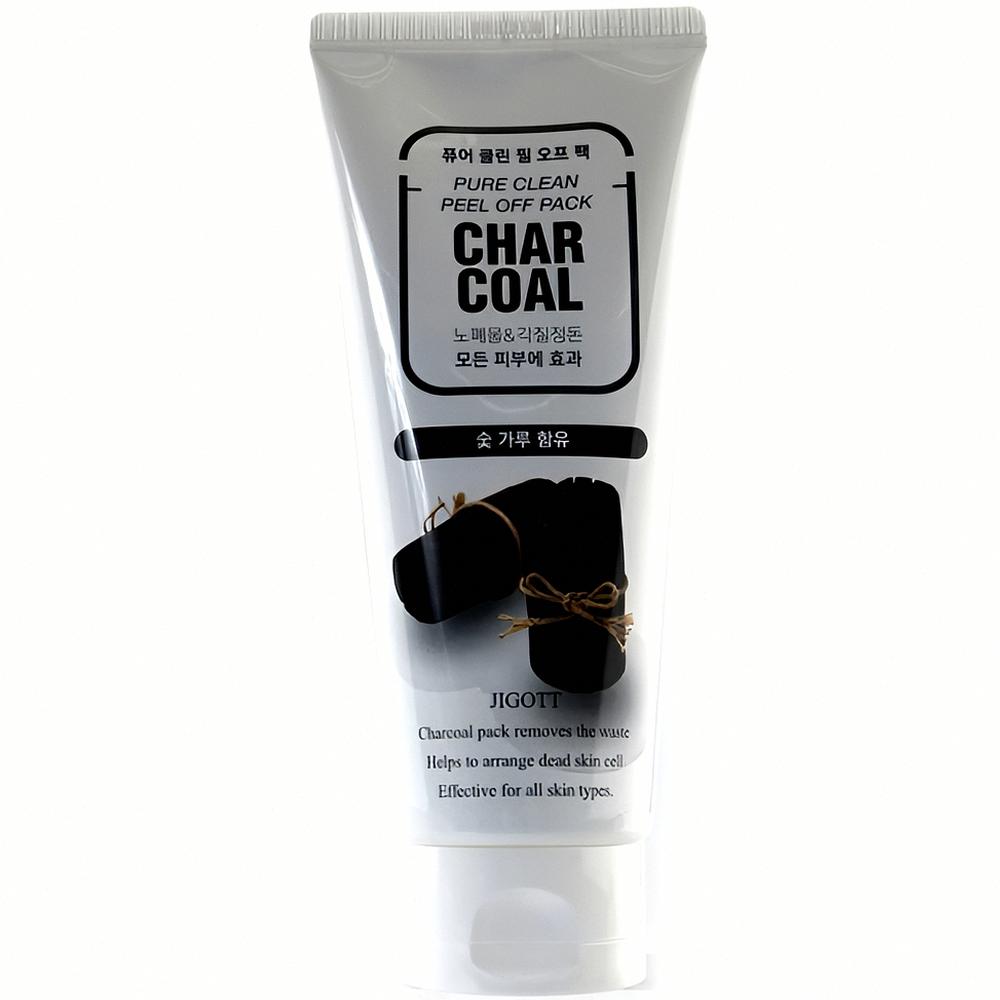 퓨어 클린 필 오프 팩
PURE CLEAN
PEEL OFF PACK
CHAR
COAL
노폐물&각질정돈
모든 피부에 효과
숯 가루 함유
JIGOTT
Charcoal pack removes the waste
Helps to arrange dead skin cell
Effective for all skin types.